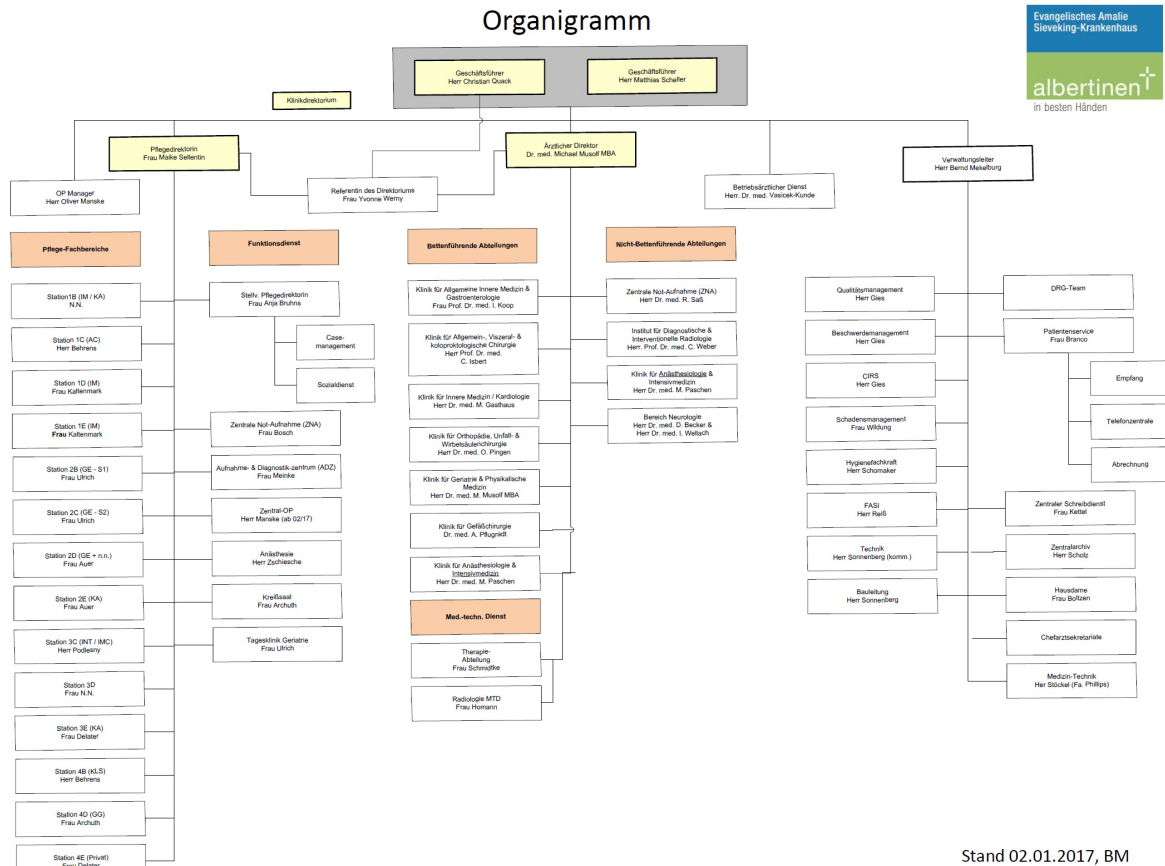 Organigramm
Evangelisches Amalie
Sieveking-Krankenhaus
albertinen
in besten Händen
Geschäftsführer
Herr Christian Quack
Geschäftsführer
Herr Matthias Scheller
Klinikdirektorium
Pflegedirektorin
Frau Maike Sellentin
Ärztlicher Direktor
Dr. med. Michael Musolf MBA
Verwaltungsleiter
Herr Bernd Mekelburg
OP Manager
Herr Oliver Manske
Referentin des Direktoriums
Frau Yvonne Werny
Betriebsärztlicher Dienst
Herr. Dr. med. Vasicek-Kunde
Pflege-Fachbereiche
Station1B (IM / KA)
N.N.
Station 1C (AC)
Herr Behrens
Station 1D (IM)
Frau Kaltenmark
Station 1E (IM)
Frau Kaltenmark
Station 2B (GE - S1)
Frau Ulrich
Station 2C (GE - S2)
Frau Ulrich
Station 2D (GE + n.n.)
Frau Auer
Station 2E (KA)
Frau Auer
Station 3C (INT / IMC)
Herr Podlesny
Station 3D
Frau N.N.
Station 3E (KA)
Frau Delater
Station 4B (KLS)
Herr Behrens
Station 4D (GG)
Frau Archuth
Station 4E (Privat)
Frau Delater
Funktionsdienst
Stellv. Pflegedirektorin
Frau Anja Bruhns
Case-
management
Sozialdienst
Zentrale Not-Aufnahme (ZNA)
Frau Bosch
Aufnahme- & Diagnostik-zentrum (ADZ)
Frau Meinke
Zentral-OP
Herr Manske (ab 02/17)
Anästhesie
Herr Zschiesche
Kreißsaal
Frau Archuth
Tagesklinik Geriatrie
Frau Ulrich
Bettenführende Abteilungen
Klinik für Allgemeine Innere Medizin &
Gastroenterologie
Frau Prof. Dr. med. I. Koop
Klinik für Allgemein-, Viszeral- &
koloproktologische Chirurgie
Herr Prof. Dr. med.
C. Isbert
Klinik für Innere Medizin / Kardiologie
Herr Dr. med. M. Gasthaus
Klinik für Orthopädie, Unfall- &
Wirbelsäulenchirurgie
Herr Dr. med. O. Pingen
Klinik für Geriatrie & Physikalische
Medizin
Herr Dr. med. M. Musolf MBA
Klinik für Gefäßchirurgie
Dr. med. A. Pflugradt
Klinik für Anästhesiologie &
Intensivmedizin
Herr Dr. med. M. Paschen
Med.-techn. Dienst
Therapie-
Abteilung
Frau Schmidtke
Radiologie MTD
Frau Homann
Nicht-Bettenführende Abteilungen
Zentrale Not-Aufnahme (ZNA)
Herr Dr. med. R. Saß
Institut für Diagnostische &
Interventionelle Radiologie
Herr. Prof. Dr. med. C. Weber
Klinik für Anästhesiologie &
Intensivmedizin
Herr Dr. med. M. Paschen
Bereich Neurologie
Herr Dr. med. D. Becker &
Herr Dr. med. I. Wellach
Qualitätsmanagement
Herr Gies
Beschwerdemanagement
Herr Gies
CIRS
Herr Gies
Schadensmanagement
Frau Wildung
Hygienefachkraft
Herr Schomaker
FASI
Herr Reiß
Technik
Herr Sonnenberg (komm.)
Bauleitung
Herr Sonnenberg
DRG-Team
Patientenservice
Frau Branco
Empfang
Telefonzentrale
Abrechnung
Zentraler Schreibdienst
Frau Kettel
Zentralarchiv
Herr Scholz
Hausdame
Frau Boltzen
Chefarztsekretariate
Medizin-Technik
Herr Stöckel (Fa. Phillips)
Stand 02.01.2017, BM